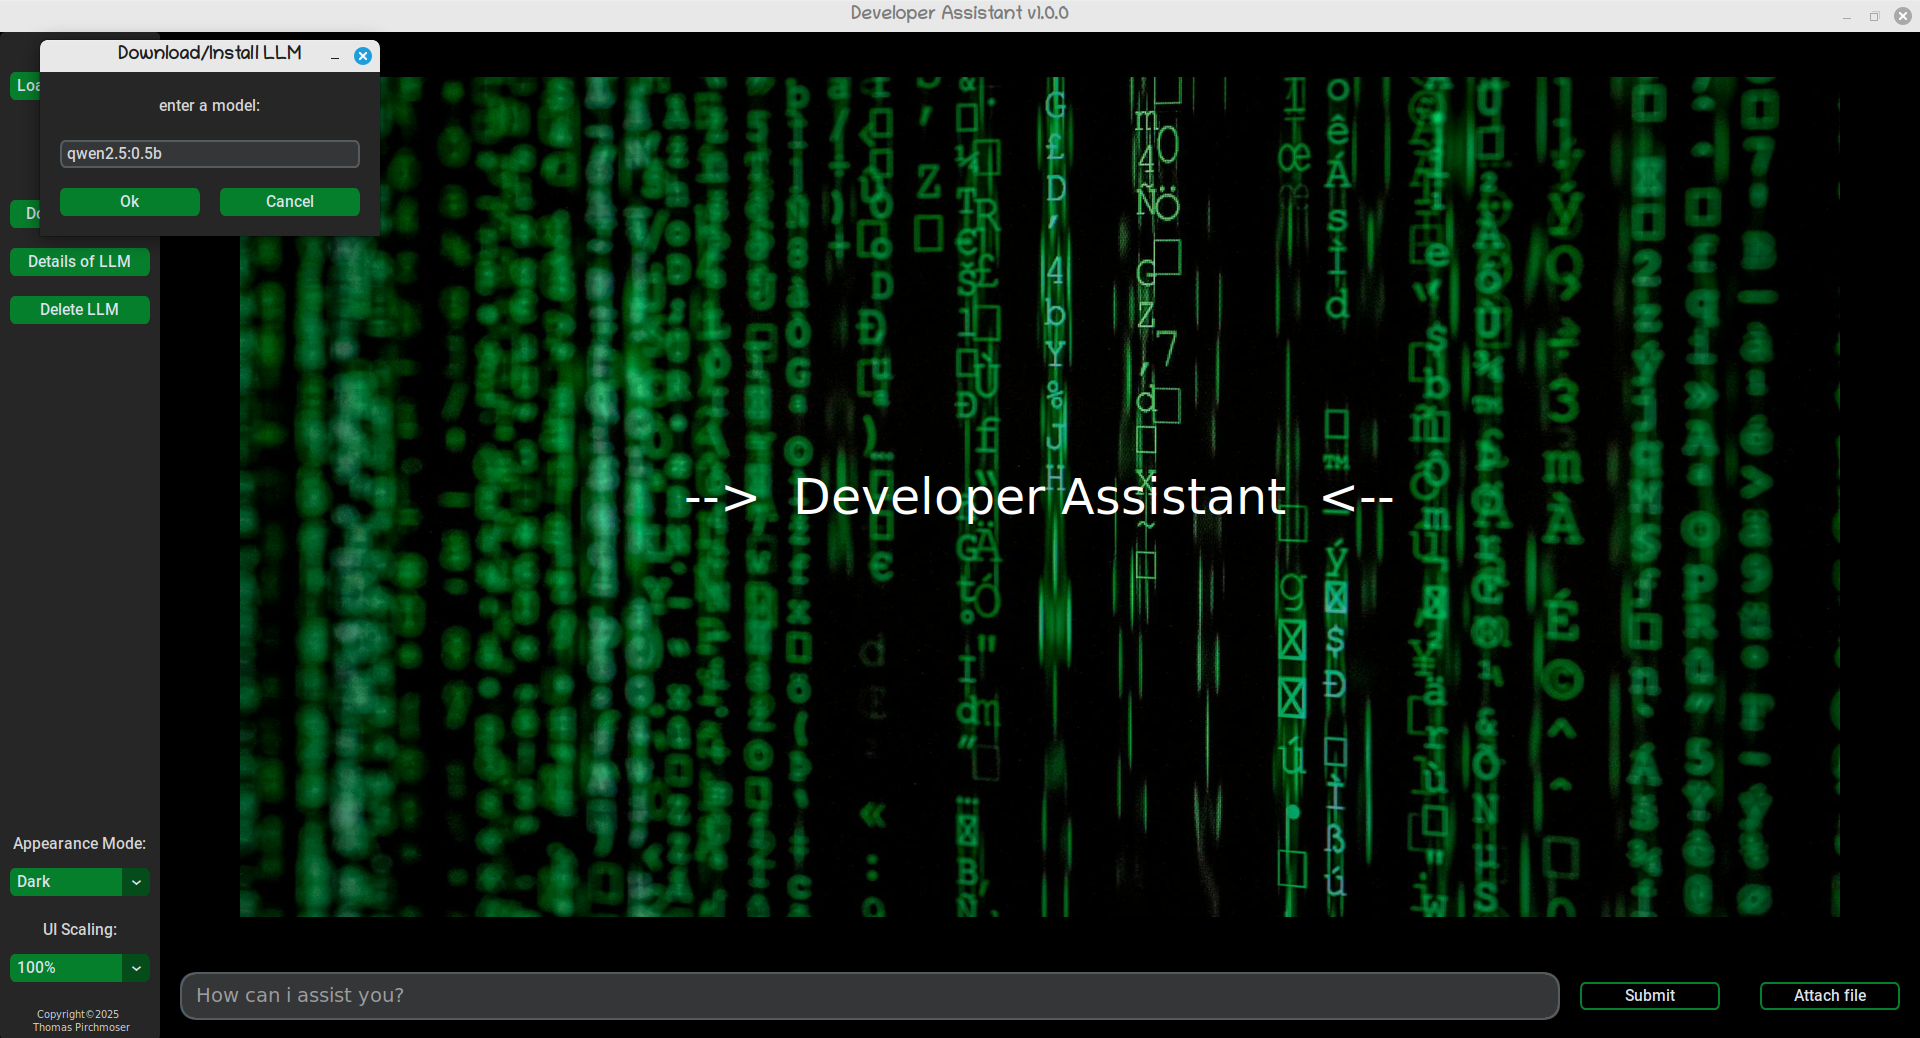 Developer Assistant v1.0.0
Download/Install LLM
enter a model:
qwen2.5:0.5b
Ok
Cancel
Details of LLM
Delete LLM
--> Developer Assistant <--
Appearance Mode:
Dark
UI Scaling:
100%
Copyright©2025
Thomas Pirchmoser
How can i assist you?
Submit
Attach file